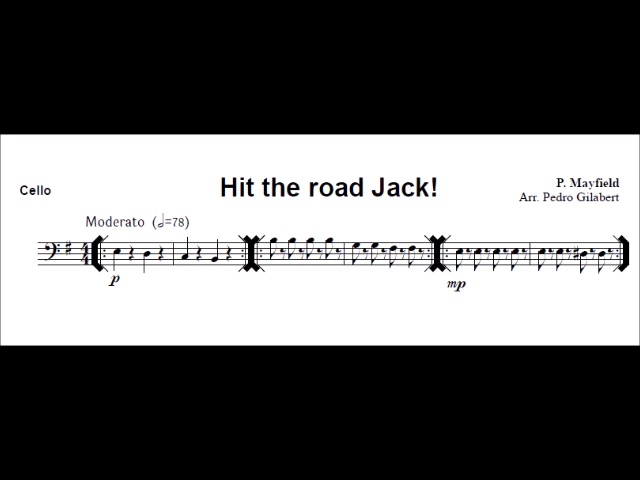 Hit the road Jack!
Cello
P. Mayfield
Arr. Pedro Gilabert
Moderato (𝅗𝅥=78)
p
mp